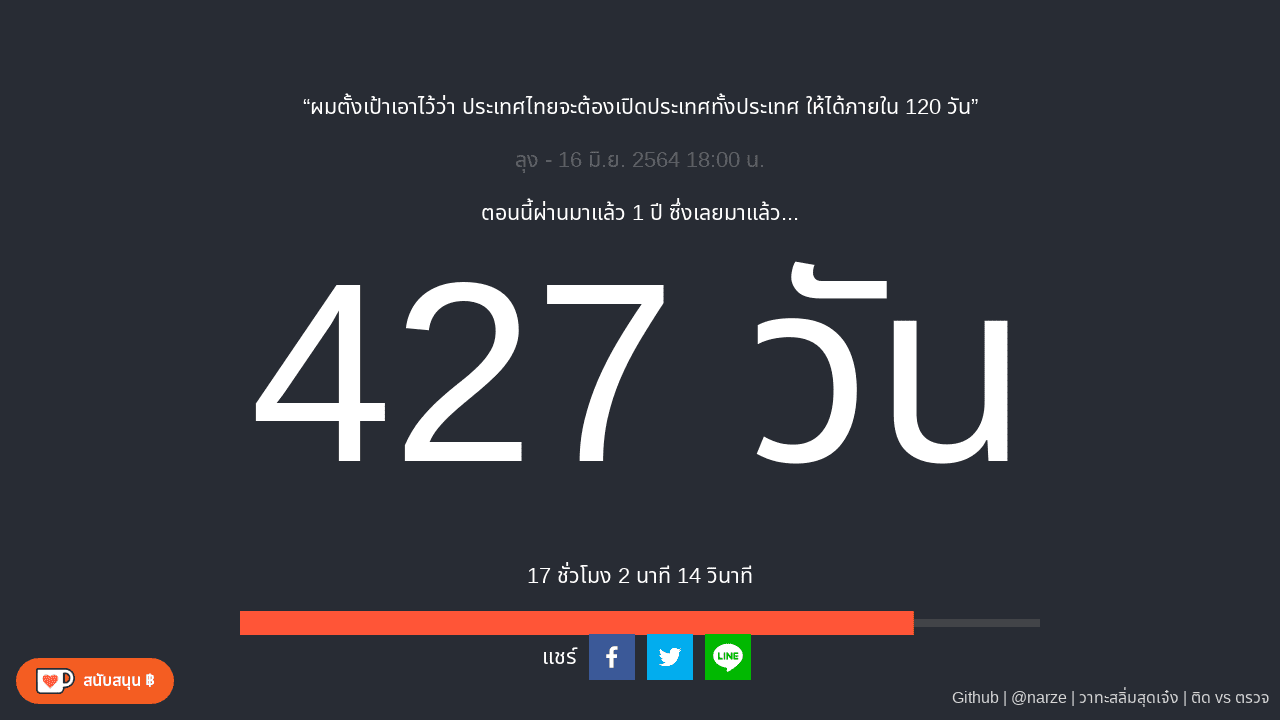 “ผมตั้งเป้าเอาไว้ว่า ประเทศไทยจะต้องเปิดประเทศทั้งประเทศ ให้ได้ภายใน 120 วัน”
ลุง - 16 มิ.ย. 2564 18:00 น.
ตอนนี้ผ่านมาแล้ว 1 ปี ซึ่งเลยมาแล้ว...
427 วัน
17 ชั่วโมง 2 นาที 14 วินาที
แชร์
LINE
สนับสนุน ฿
Github | @narze | วาทะสลิ่มสุดเจ๋ง | ติด vs ตรวจ